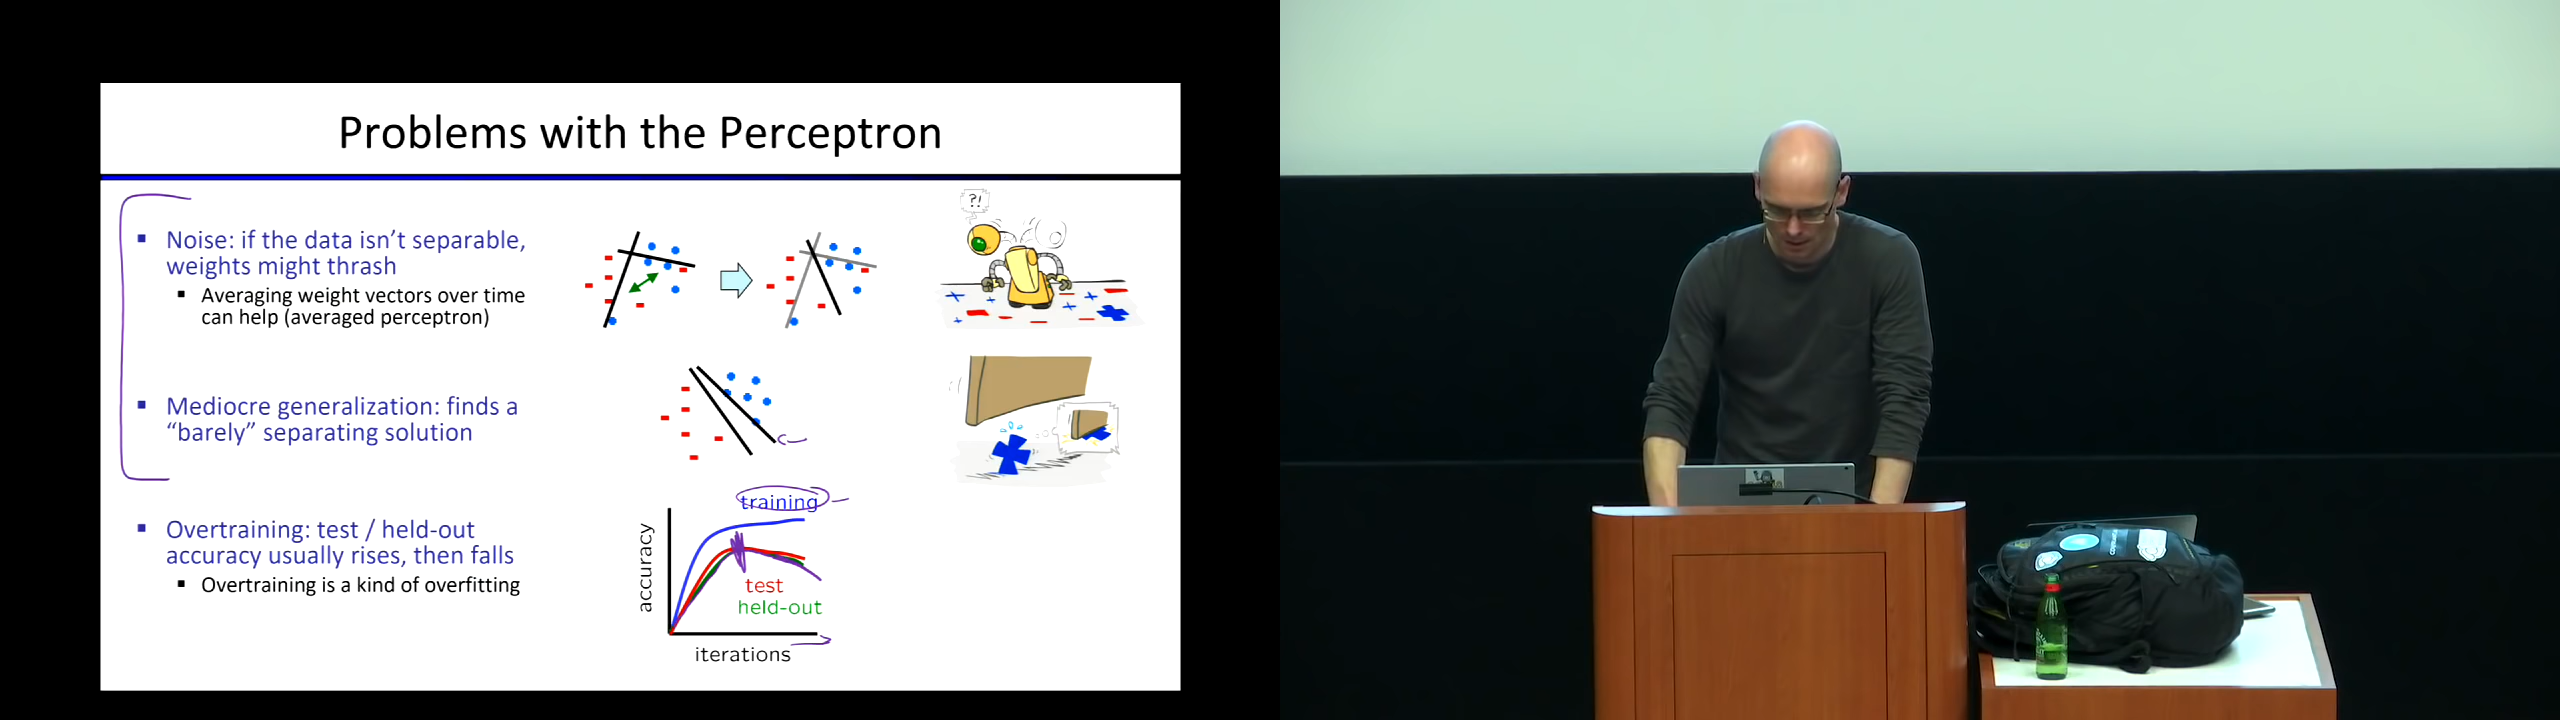 Problems with the Perceptron
Noise: if the data isn't separable,
weights might thrash
Averaging weight vectors over time
can help (averaged perceptron)
?!
Mediocre generalization: finds a
"barely" separating solution
Overtraining: test / held-out
accuracy usually rises, then falls
Overtraining is a kind of overfitting
training
accuracy
test
held-out
iterations